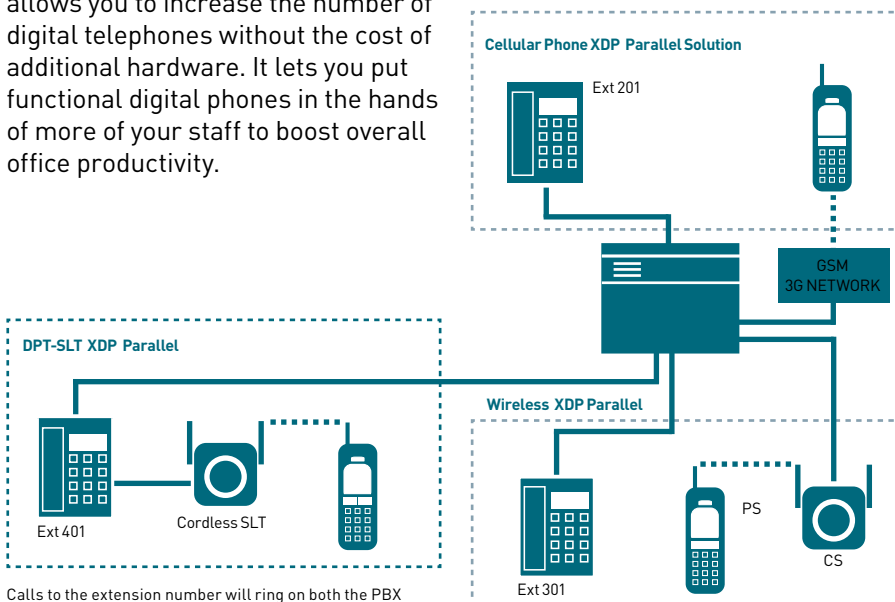 allows you to increase the number of
digital telephones without the cost of
additional hardware. It lets you put
functional digital phones in the hands
of more of your staff to boost overall
office productivity.
Cellular Phone XDP Parallel Solution
Ext 201
GSM
3G NETWORK
DPT-SLT XDP Parallel
Ext 401
Cordless SLT
Wireless XDP Parallel
Ext 301
PS
CS
Calls to the extension number will ring on both the PBX